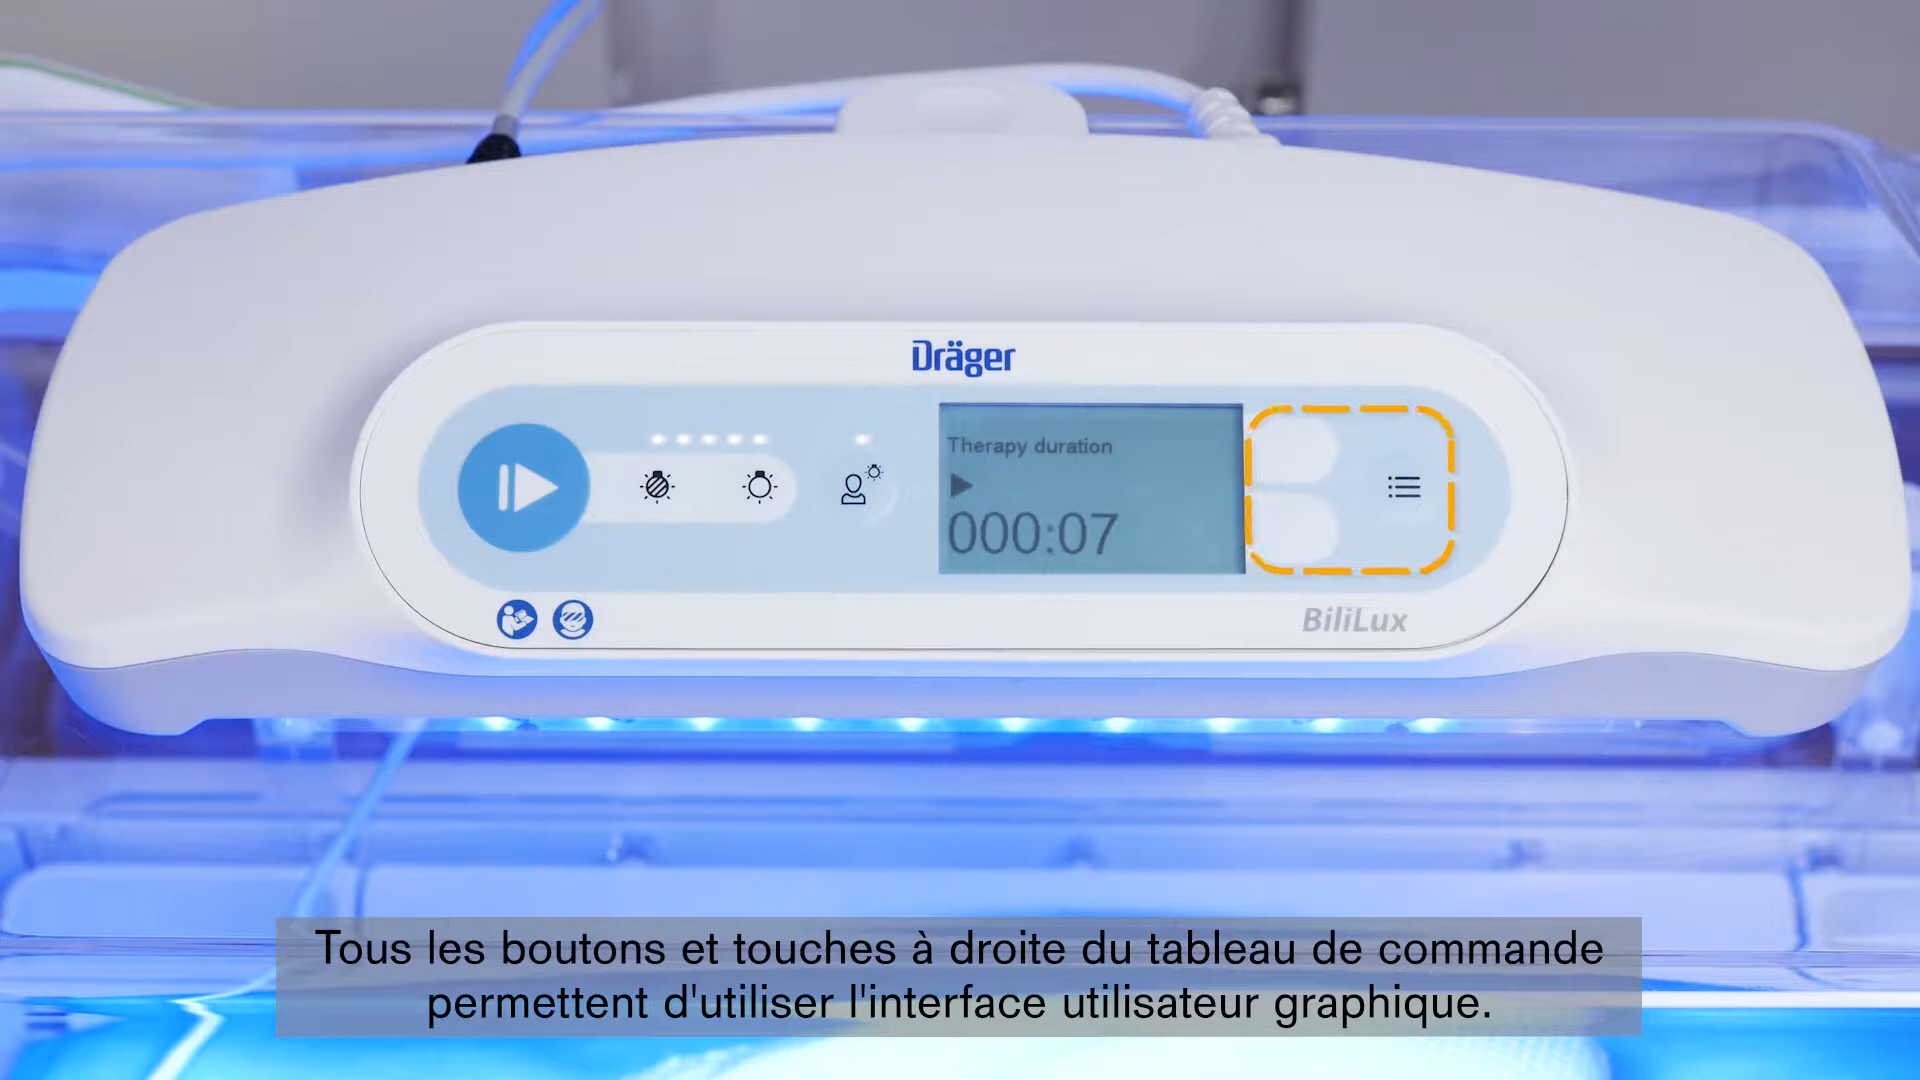 Dräger
Therapy duration
000:07
BiliLux
Tous les boutons et touches à droite du tableau de commande
permettent d'utiliser l'interface utilisateur graphique.